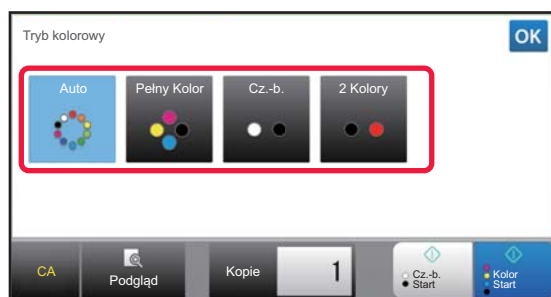 Tryb kolorowy
OK
Auto
Pełny Kolor
Cz.-b.
2 Kolory
CA
Podgląd
Kopie
1
Cz.-b.
Start
Kolor
Start